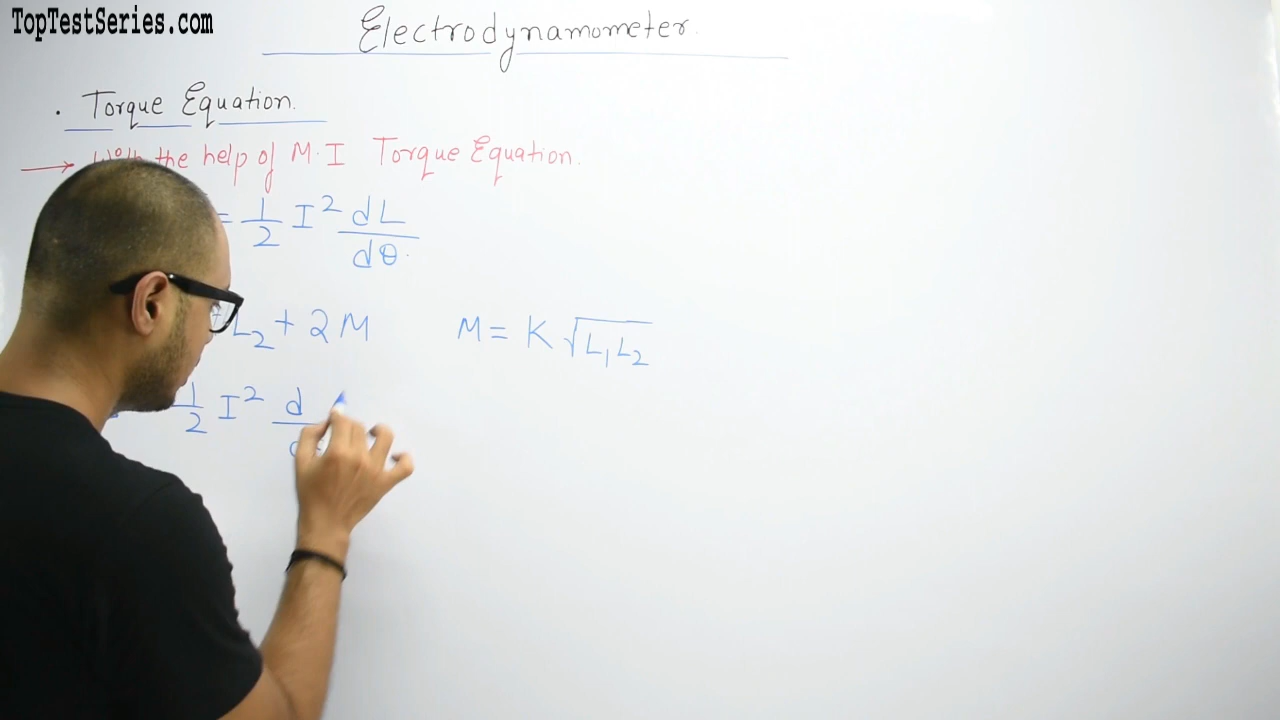 TopTestSeries.com
Electrodynamometer
. Torque Equation.
→ With the help of M.I Torque Equation.
= 1/2 I² dL/dθ.
L₂ + 2M M = K √L₁L₂
1/2 I² d